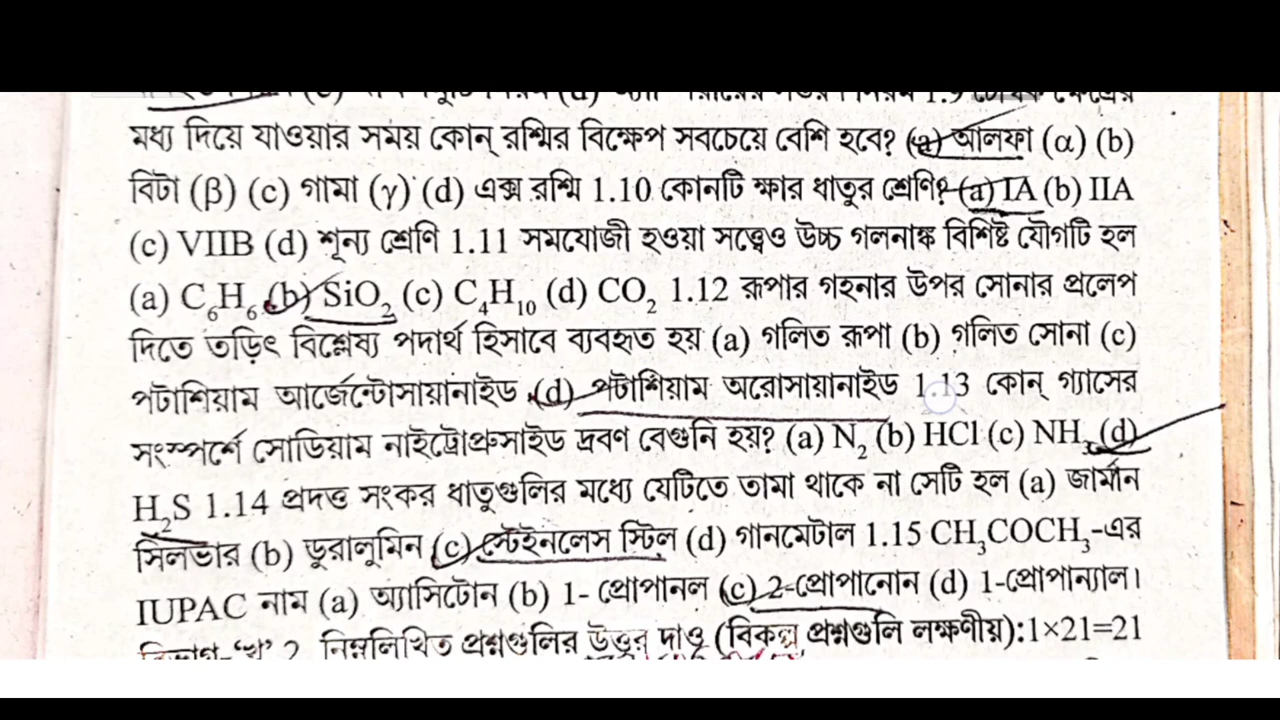 মধ্য দিয়ে যাওয়ার সময় কোন্ রশ্মির বিক্ষেপ সবচেয়ে বেশি হবে? (a) আলফা (α) (b)
বিটা (β) (c) গামা (γ) (d) এক্স রশ্মি 1.10 কোনটি ক্ষার ধাতুর শ্রেণি? (a) IA (b) IIA
(c) VIIB (d) শূন্য শ্রেণি 1.11 সমযোজী হওয়া সত্ত্বেও উচ্চ গলনাঙ্ক বিশিষ্ট যৌগটি হল
(a) C₆H₆ (b) SiO₂ (c) C₄H₁₀ (d) CO₂ 1.12 রূপার গহনার উপর সোনার প্রলেপ
দিতে তড়িৎ বিশ্লেষ্য পদার্থ হিসাবে ব্যবহৃত হয় (a) গলিত রূপা (b) গলিত সোনা (c)
পটাশিয়াম আর্জেন্টোসায়ানাইড (d) পটাশিয়াম অরোসায়ানাইড 1.13 কোন্ গ্যাসের
সংস্পর্শে সোডিয়াম নাইট্রোপ্রুসাইড দ্রবণ বেগুনি হয়? (a) N₂ (b) HCl (c) NH₃ (d)
H₂S 1.14 প্রদত্ত সংকর ধাতুগুলির মধ্যে যেটিতে তামা থাকে না সেটি হল (a) জার্মান
সিলভার (b) ডুরালুমিন (c) স্টেইনলেস স্টিল (d) গানমেটাল 1.15 CH₃COCH₃-এর
IUPAC নাম (a) অ্যাসিটোন (b) 1- প্রোপানল (c) 2-প্রোপানোন (d) 1-প্রোপান্যাল।
বিভাগ-‘খ’ 2. নিম্নলিখিত প্রশ্নগুলির উত্তর দাও (বিকল্প প্রশ্নগুলি লক্ষণীয়):1×21=21